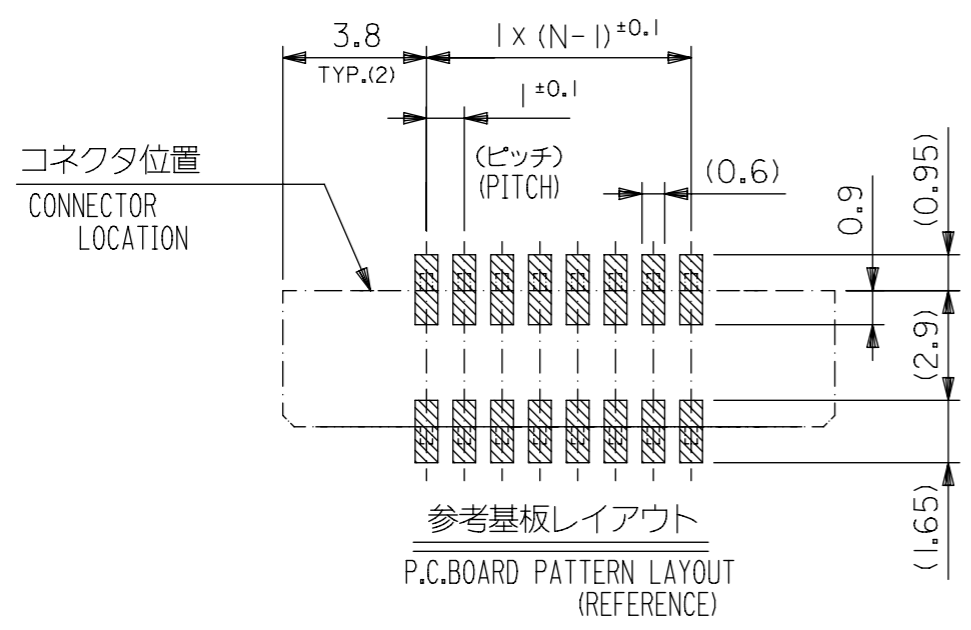 3.8
TYP.(2)
1 x (N-1)±0.1
1 ±0.1
(ピッチ)
(PITCH)
(0.6)
0.9
(0.95)
(2.9)
(1.65)
コネクタ位置
CONNECTOR
LOCATION
参考基板レイアウト
P.C.BOARD PATTERN LAYOUT
(REFERENCE)